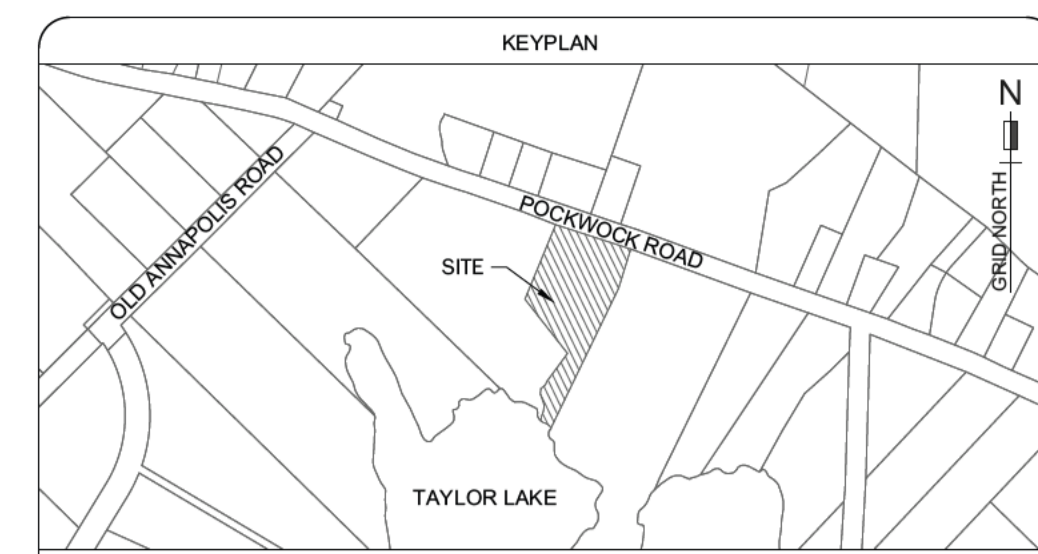 KEYPLAN
N
GRID NORTH
OLD ANNAPOLIS ROAD
POCKWOCK ROAD
SITE
TAYLOR LAKE